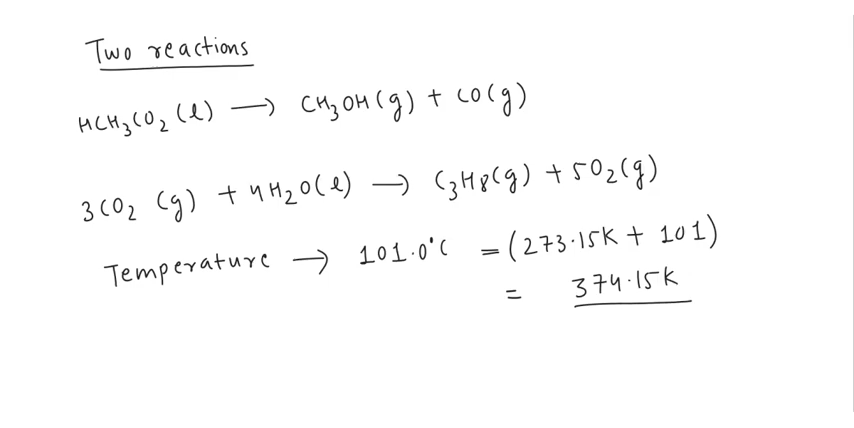 Two reactions
HCH₃CO₂ (l) → CH₃OH(g) + CO(g)
3CO₂ (g) + 4H₂O(l) → C₃H8(g) + 5O₂(g)
Temperature → 101.0°C = (273.15K + 101)
= 374.15K